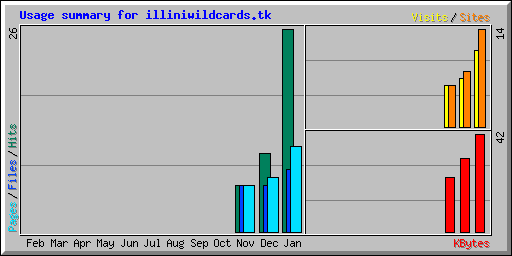 Usage summary for illiniwildcards.tk
Visits/Sites
26
14
Pages/Files/Hits
42
Feb Mar Apr May Jun Jul Aug Sep Oct Nov Dec Jan
KBytes